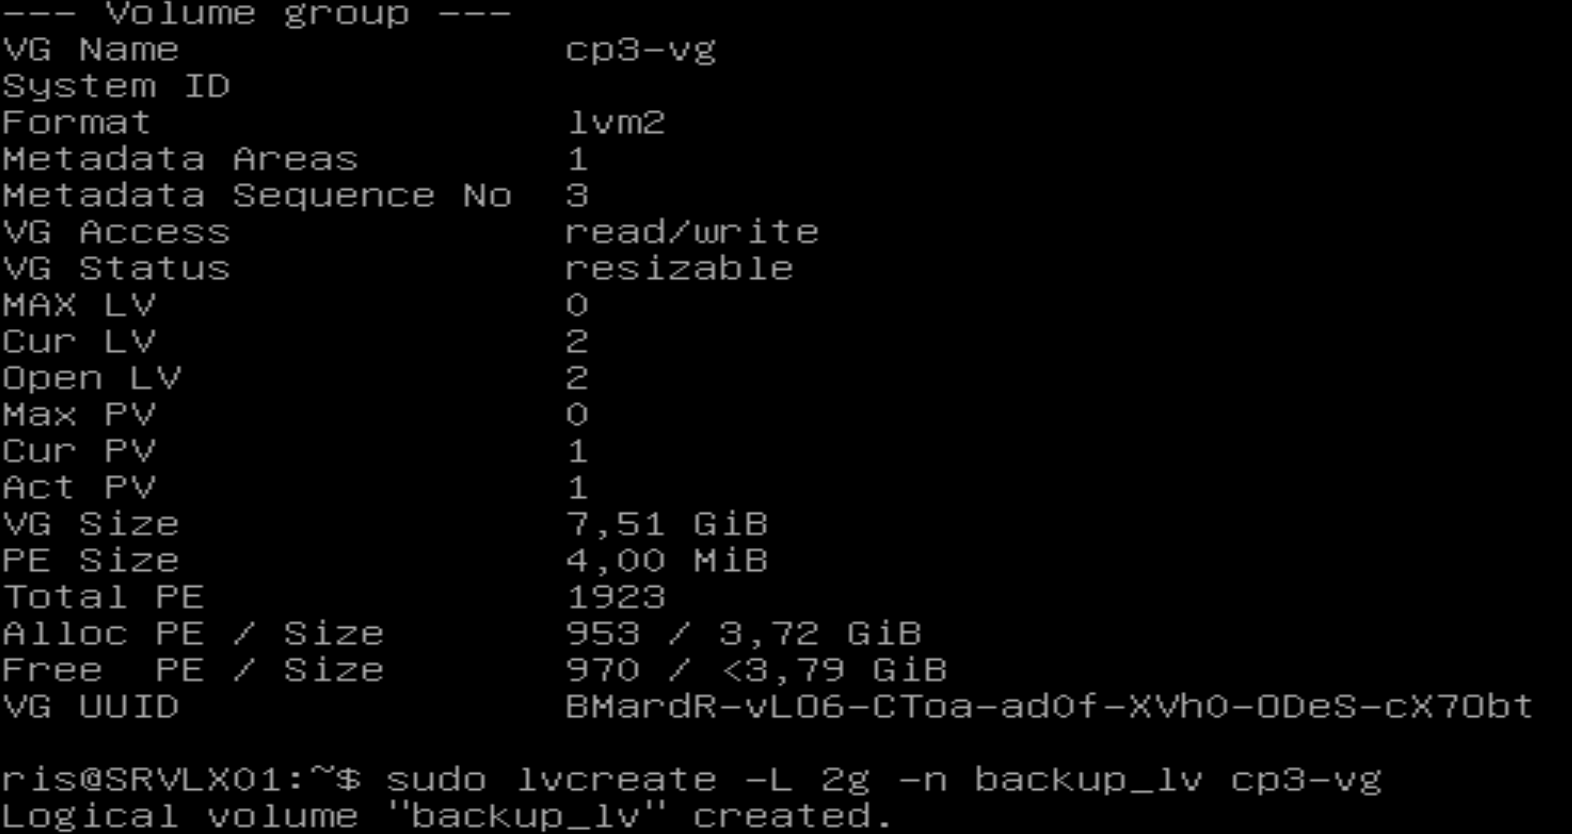 --- Volume group ---
VG Name cp3-vg
System ID
Format lvm2
Metadata Areas 1
Metadata Sequence No 3
VG Access read/write
VG Status resizable
MAX LV 0
Cur LV 2
Open LV 2
Max PV 0
Cur PV 1
Act PV 1
VG Size 7,51 GiB
PE Size 4,00 MiB
Total PE 1923
Alloc PE / Size 953 / 3,72 GiB
Free  PE / Size 970 / <3,79 GiB
VG UUID BMardR-vLO6-CToa-adOf-XVhO-ODeS-cX7Obt
ris@SRVLX01:~$ sudo lvcreate -L 2g -n backup_lv cp3-vg
Logical volume "backup_lv" created.